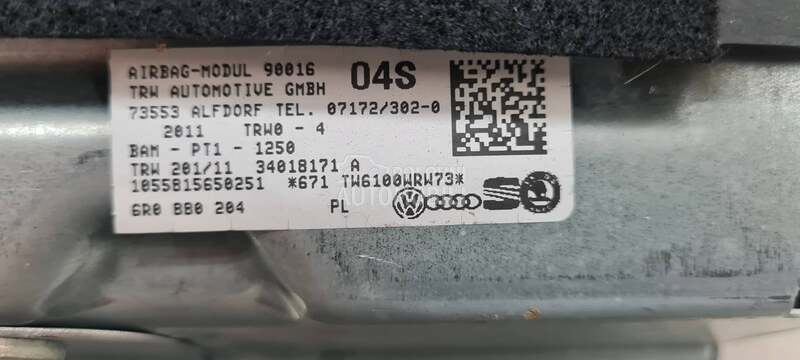 AIRBAG-MODUL 90016 04S
TRW AUTOMOTIVE GMBH
73553 ALFDORF TEL. 07172/302-0
2011 TRW0 - 4
BAM - PT1 - 1250
TRW 201/11 34018171 A
1055815650251 *671 TW6100WRW73*
6R0 880 204 PL